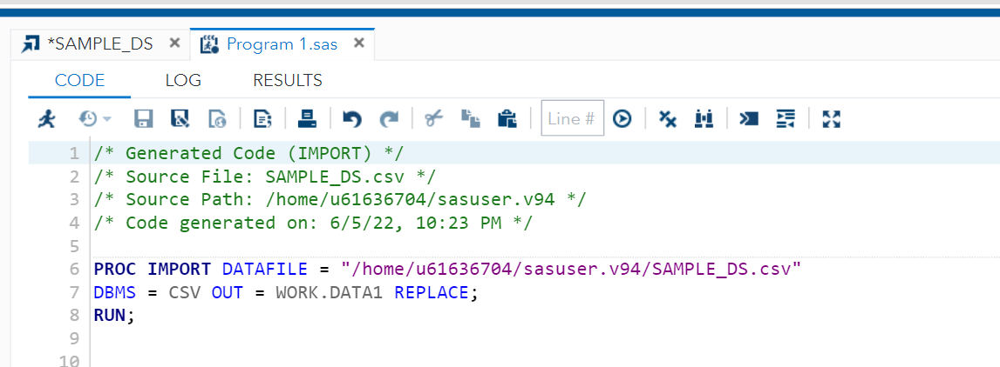 *SAMPLE_DS × Program 1.sas ×
CODE LOG RESULTS
Line #
1 /* Generated Code (IMPORT) */
2 /* Source File: SAMPLE_DS.csv */
3 /* Source Path: /home/u61636704/sasuser.v94 */
4 /* Code generated on: 6/5/22, 10:23 PM */
5
6 PROC IMPORT DATAFILE = "/home/u61636704/sasuser.v94/SAMPLE_DS.csv"
7 DBMS = CSV OUT = WORK.DATA1 REPLACE;
8 RUN;
9
10